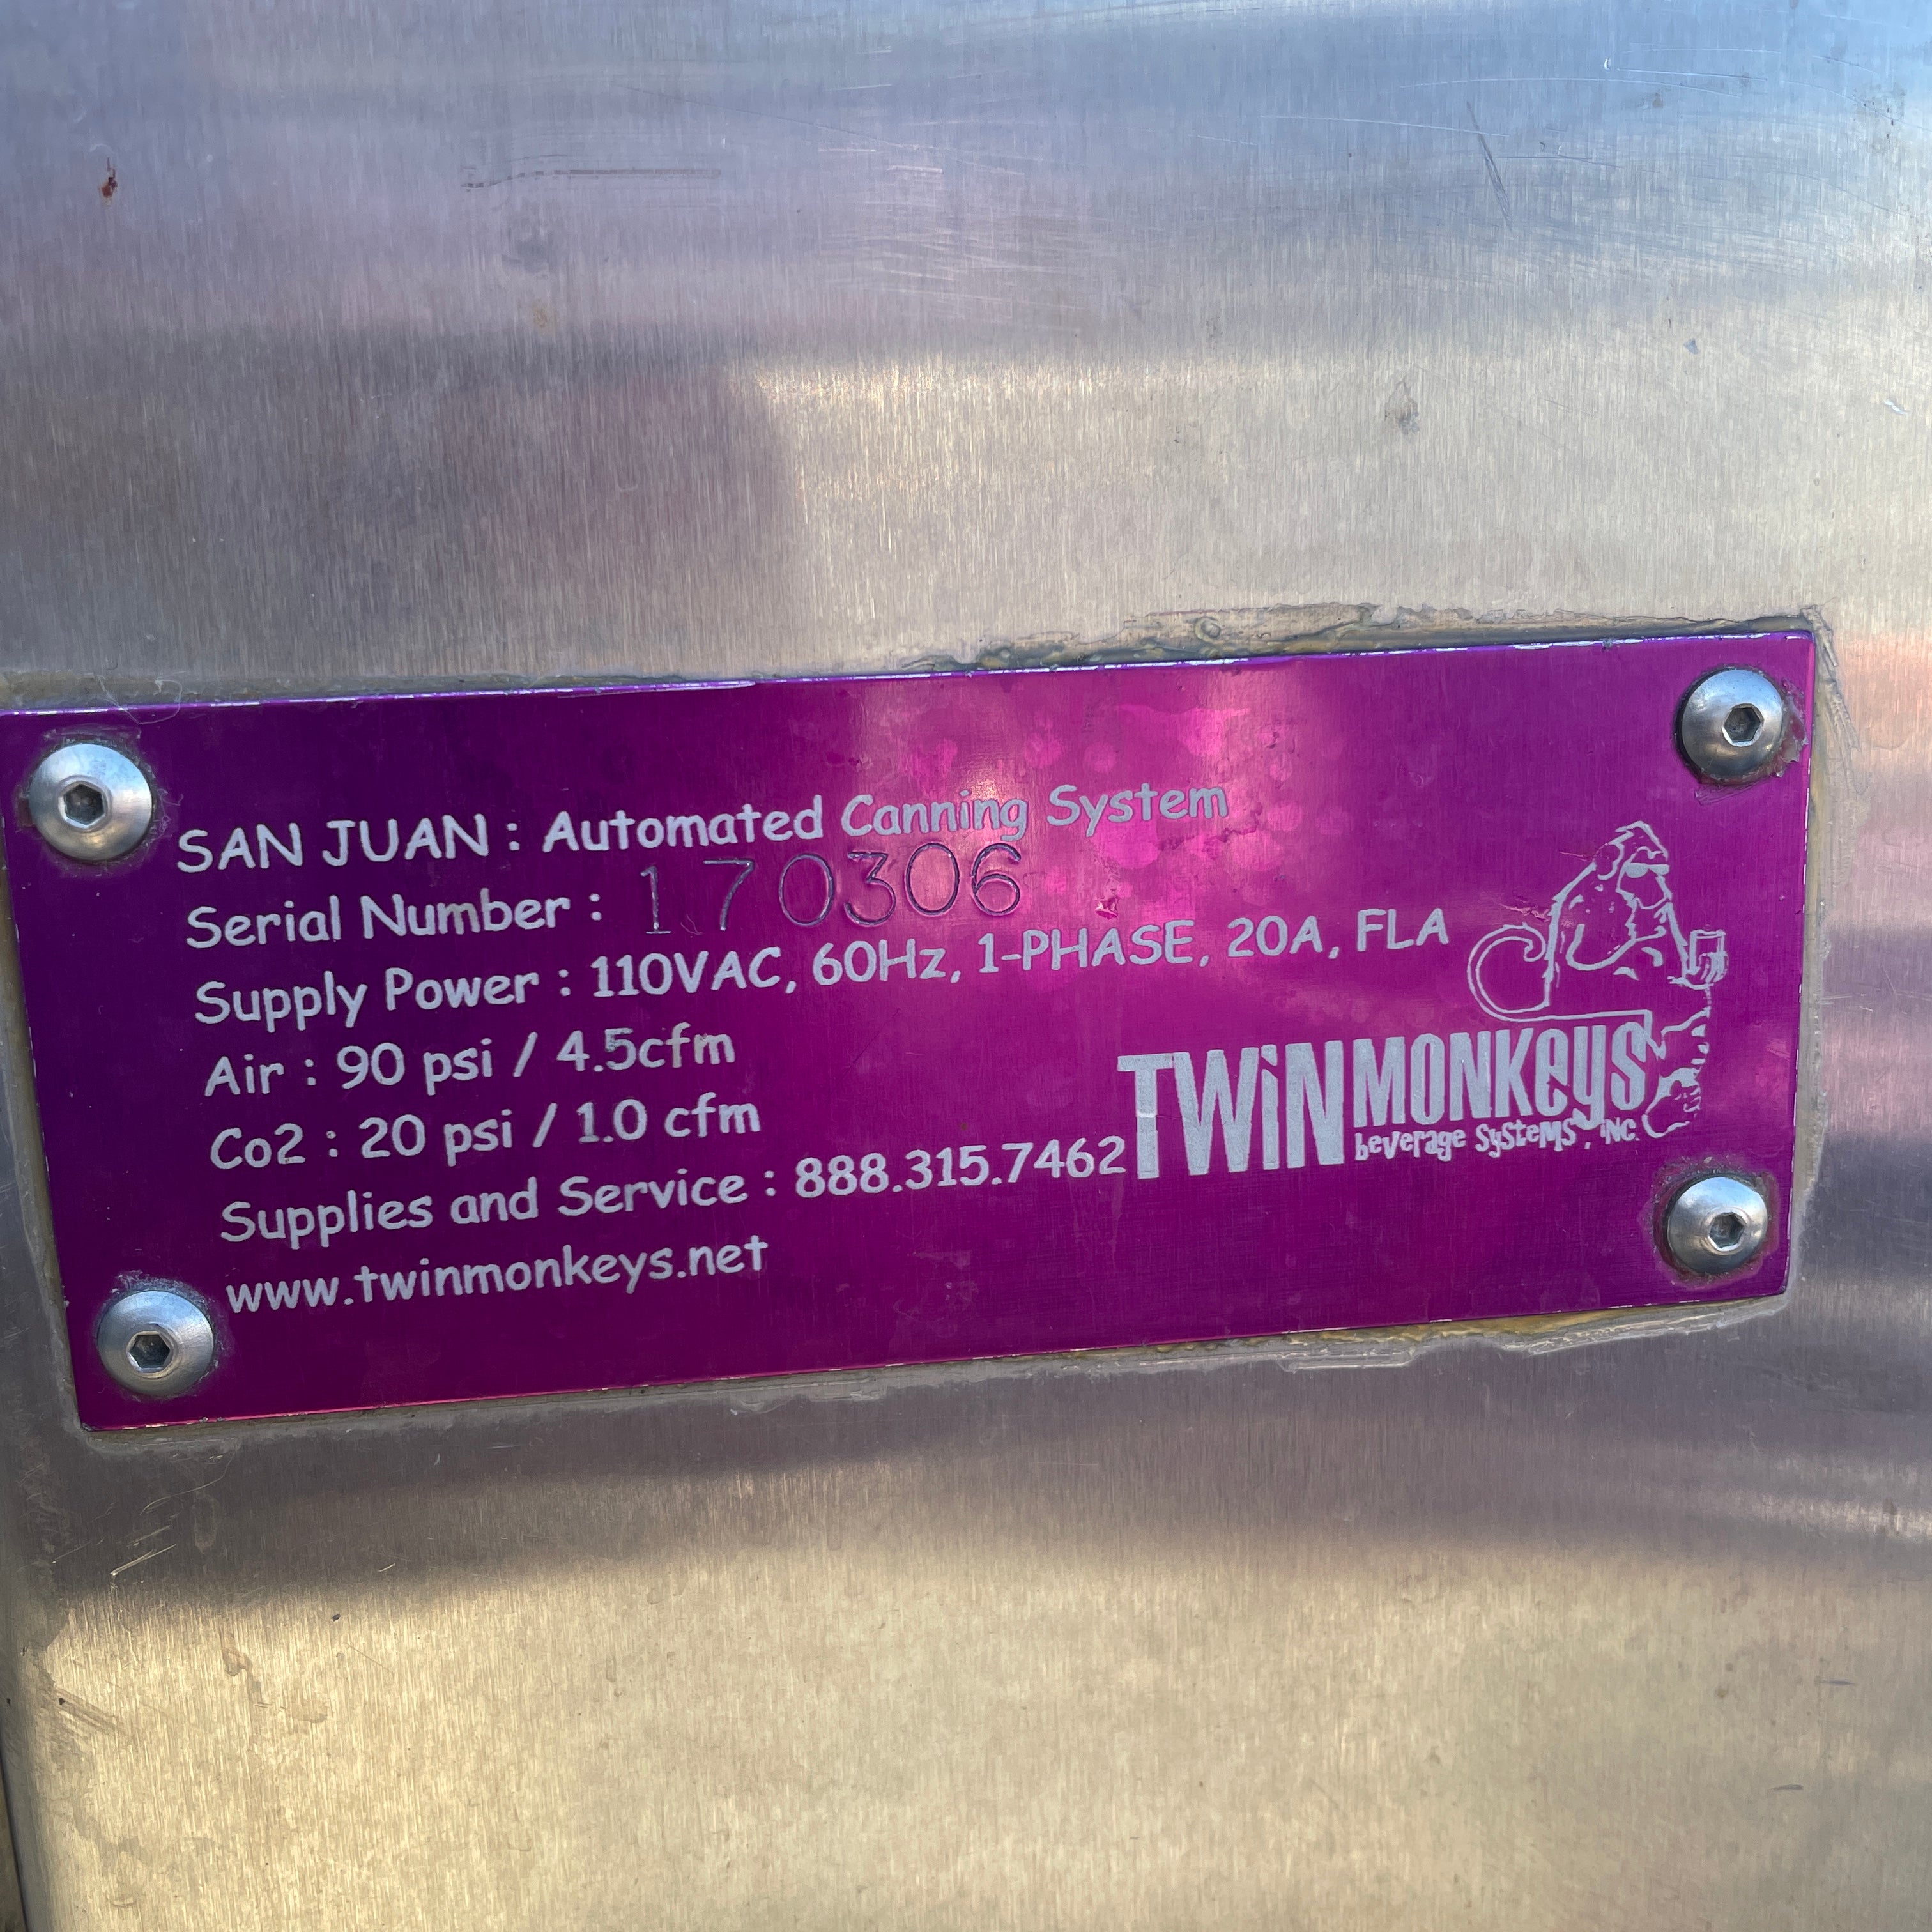 SAN JUAN : Automated Canning System
Serial Number : 170306
Supply Power : 110VAC, 60Hz, 1-PHASE, 20A, FLA
Air : 90 psi / 4.5cfm
Co2 : 20 psi / 1.0 cfm
Supplies and Service : 888.315.7462
www.twinmonkeys.net
TWiNMONKeys
beverage SysteMS, iNC.